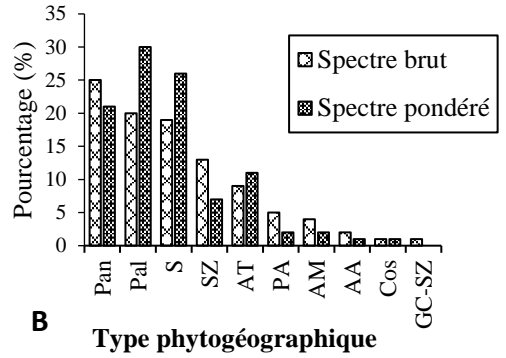 35
30
25
20
15
10
5
0
Pourcentage (%)
Spectre brut
Spectre pondéré
Pan
Pal
S
SZ
AT
PA
AM
AA
Cos
GC-SZ
B
Type phytogéographique